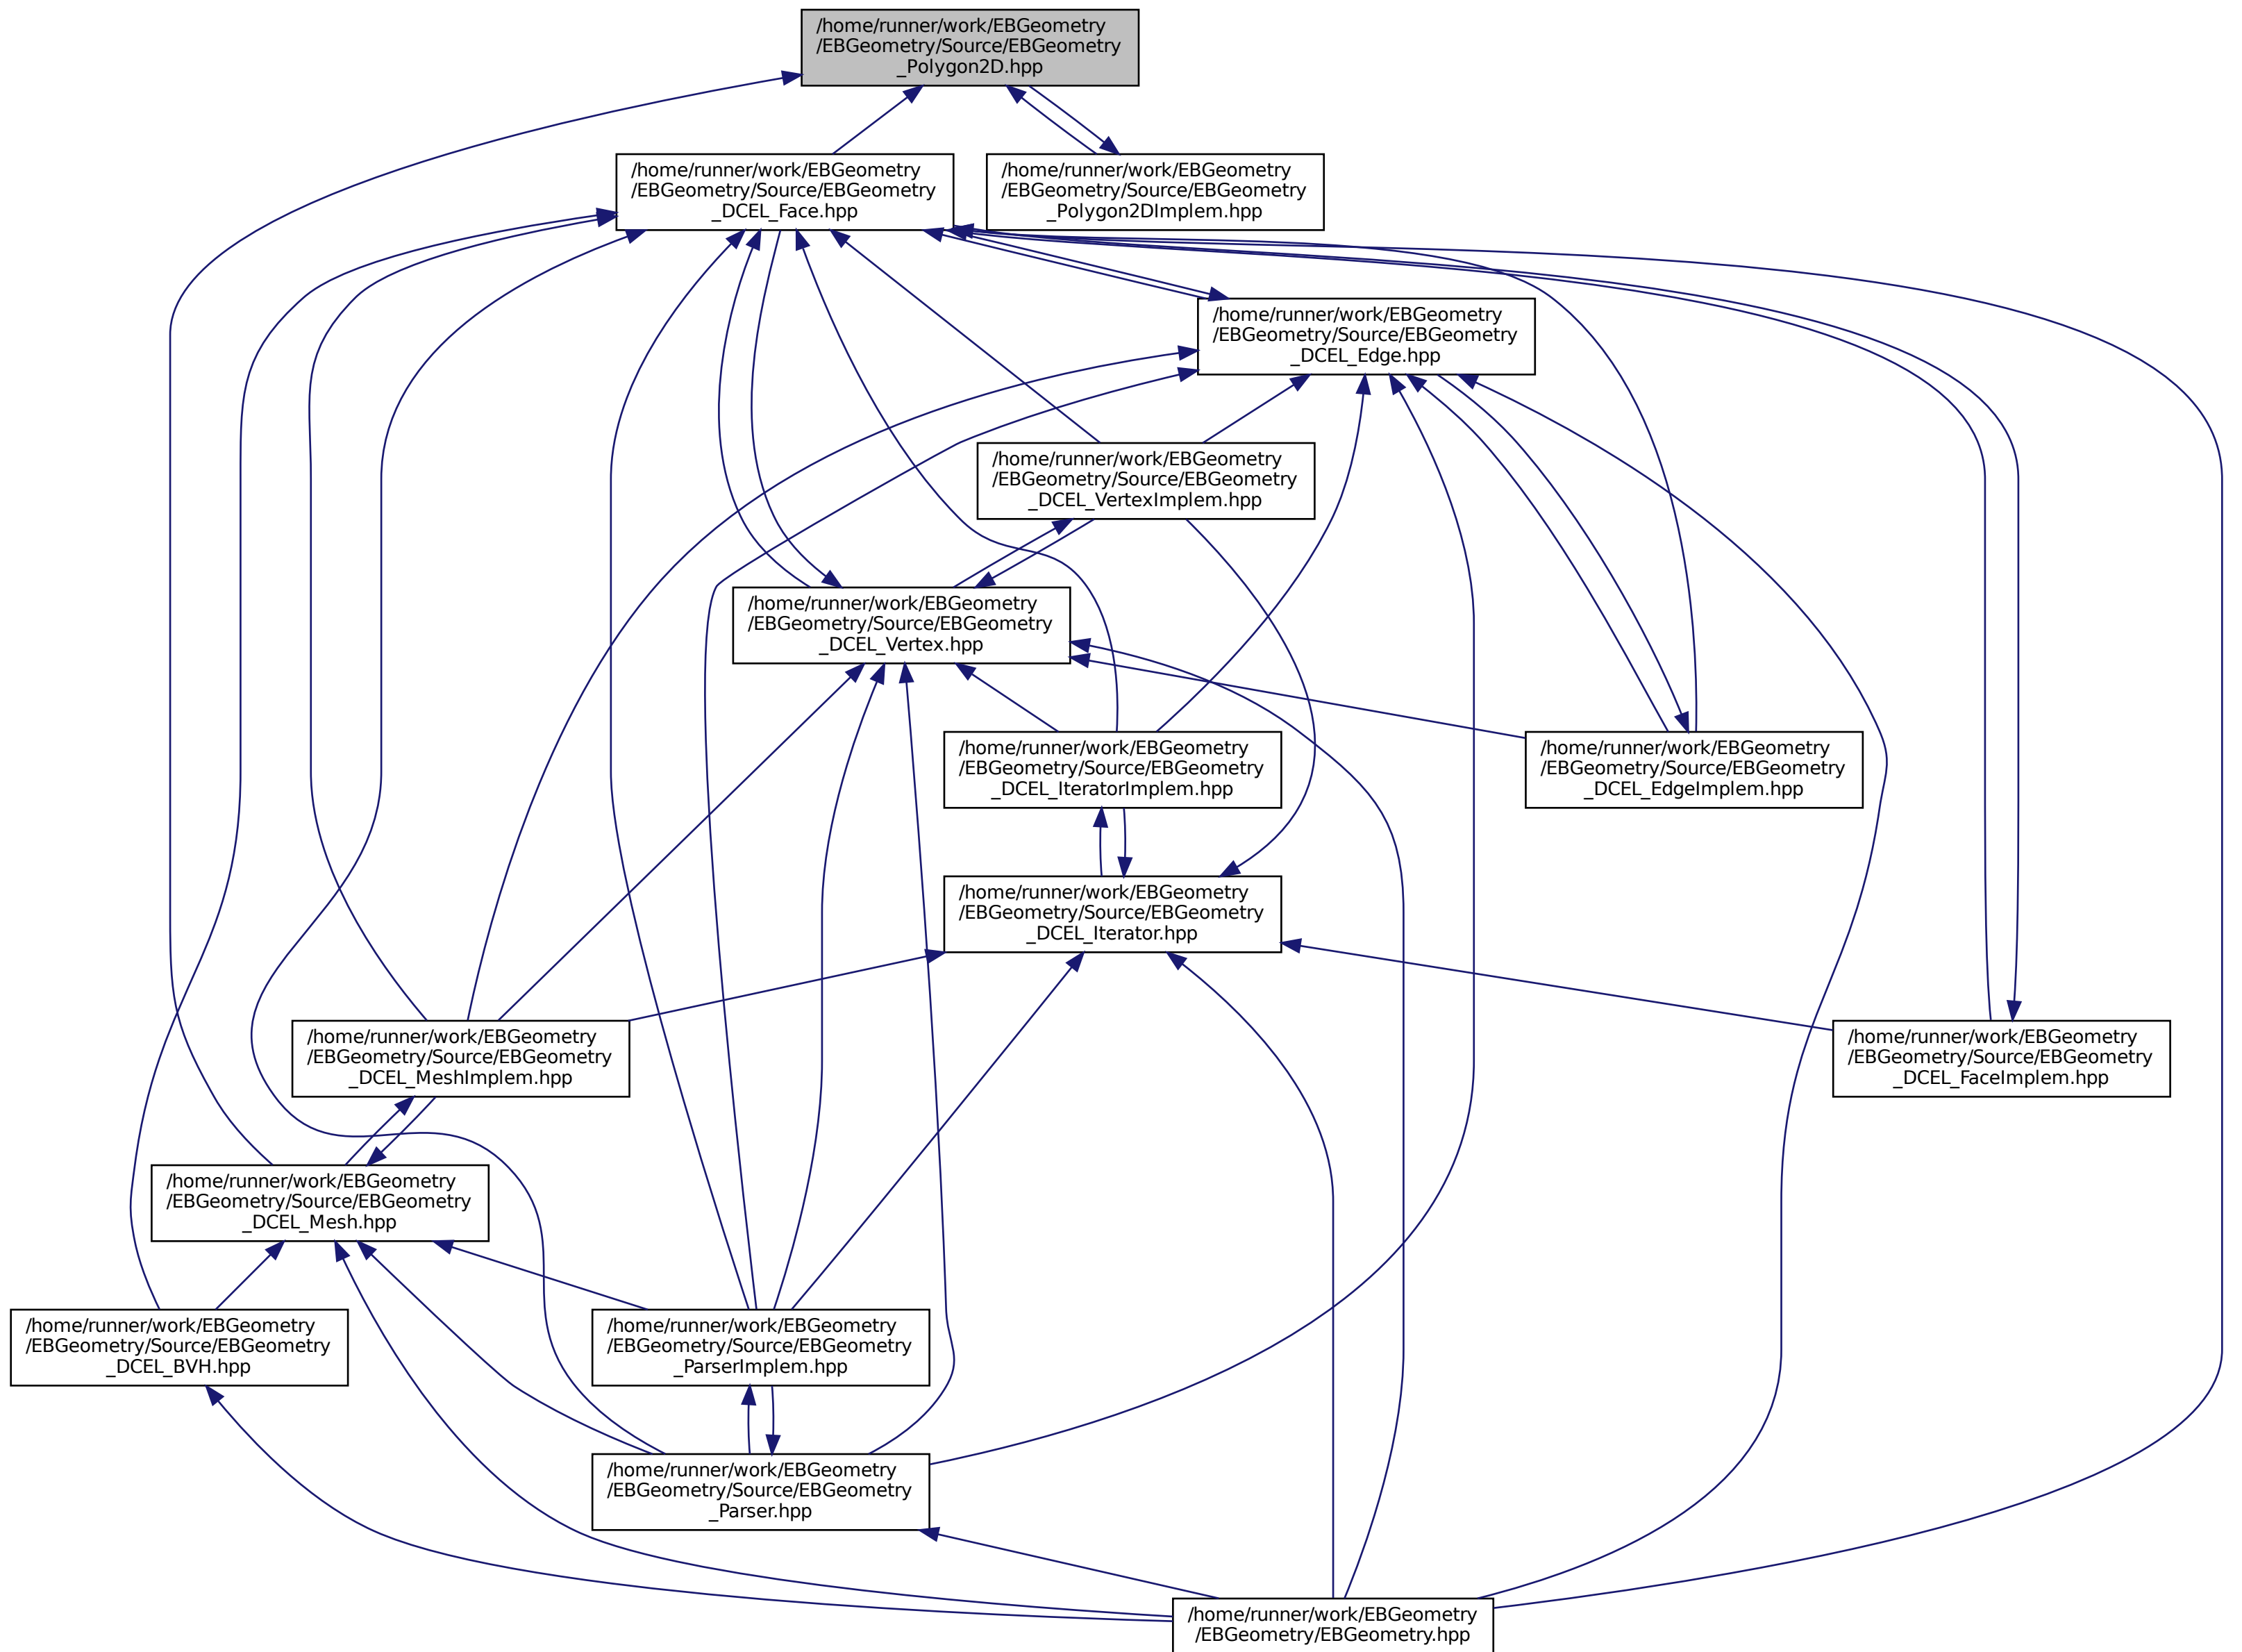 /home/runner/work/EBGeometry
/EBGeometry/Source/EBGeometry
_Polygon2D.hpp
/home/runner/work/EBGeometry
/EBGeometry/Source/EBGeometry
_DCEL_Face.hpp
/home/runner/work/EBGeometry
/EBGeometry/Source/EBGeometry
_Polygon2DImplem.hpp
/home/runner/work/EBGeometry
/EBGeometry/Source/EBGeometry
_DCEL_Edge.hpp
/home/runner/work/EBGeometry
/EBGeometry/Source/EBGeometry
_DCEL_VertexImplem.hpp
/home/runner/work/EBGeometry
/EBGeometry/Source/EBGeometry
_DCEL_Vertex.hpp
/home/runner/work/EBGeometry
/EBGeometry/Source/EBGeometry
_DCEL_IteratorImplem.hpp
/home/runner/work/EBGeometry
/EBGeometry/Source/EBGeometry
_DCEL_EdgeImplem.hpp
/home/runner/work/EBGeometry
/EBGeometry/Source/EBGeometry
_DCEL_Iterator.hpp
/home/runner/work/EBGeometry
/EBGeometry/Source/EBGeometry
_DCEL_MeshImplem.hpp
/home/runner/work/EBGeometry
/EBGeometry/Source/EBGeometry
_DCEL_FaceImplem.hpp
/home/runner/work/EBGeometry
/EBGeometry/Source/EBGeometry
_DCEL_Mesh.hpp
/home/runner/work/EBGeometry
/EBGeometry/Source/EBGeometry
_DCEL_BVH.hpp
/home/runner/work/EBGeometry
/EBGeometry/Source/EBGeometry
_ParserImplem.hpp
/home/runner/work/EBGeometry
/EBGeometry/Source/EBGeometry
_Parser.hpp
/home/runner/work/EBGeometry
/EBGeometry/EBGeometry.hpp